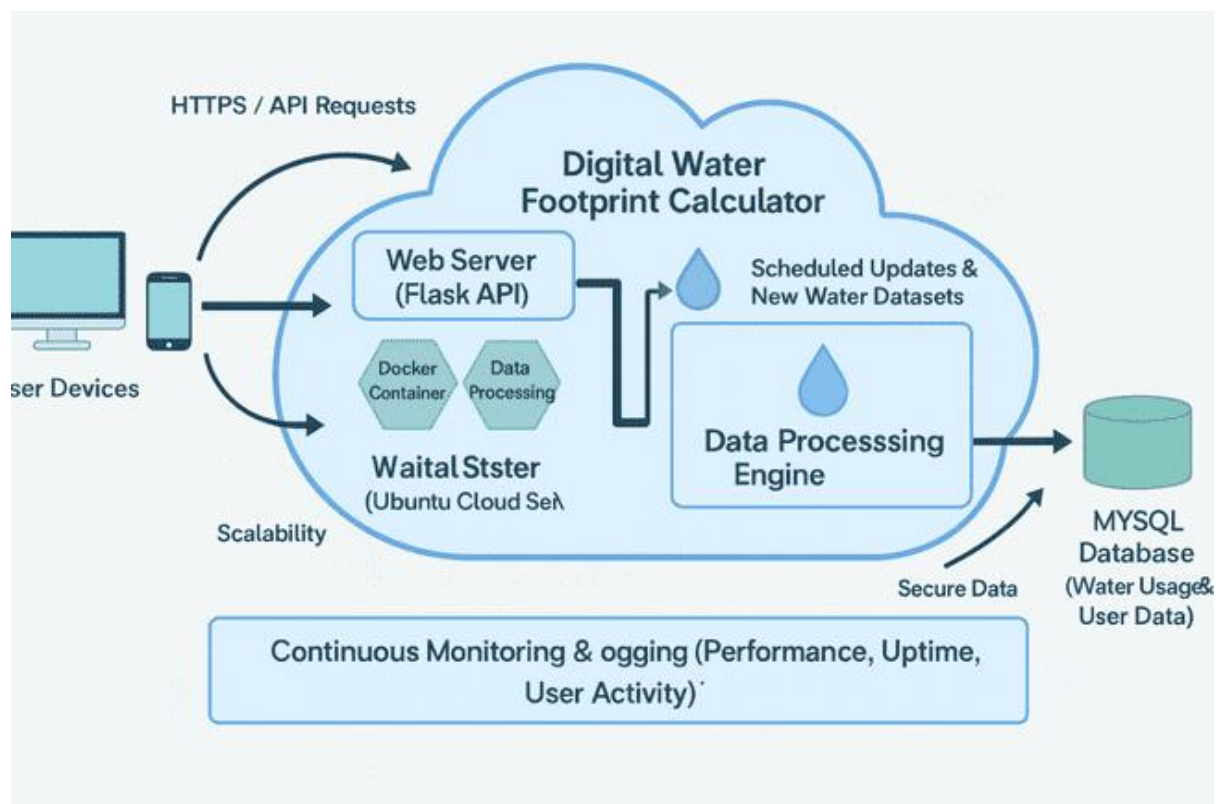 HTTPS / API Requests
Digital Water
Footprint Calculator
Web Server
(Flask API)
Scheduled Updates &
New Water Datasets
Docker
Container
Data
Processing
ser Devices
Data Processsing
Engine
Waital Stster
(Ubuntu Cloud Se
Scalability
MYSQL
Database
(Water Usage&
User Data)
Secure Data
Continuous Monitoring & ogging (Performance, Uptime,
User Activity)